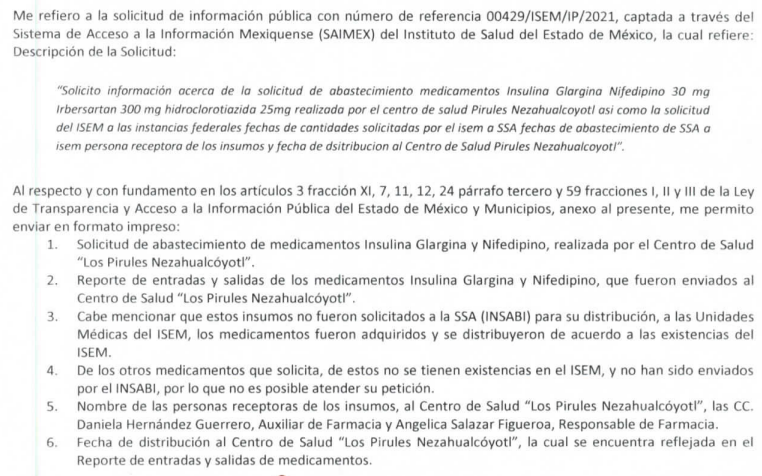 Me refiero a la solicitud de información pública con número de referencia 00429/ISEM/IP/2021, captada a través del
Sistema de Acceso a la Información Mexiquense (SAIMEX) del Instituto de Salud del Estado de México, la cual refiere:
Descripción de la Solicitud:
“Solicito información acerca de la solicitud de abastecimiento medicamentos Insulina Glargina Nifedipino 30 mg
Irbersartan 300 mg hidroclorotiazida 25mg realizada por el centro de salud Pirules Nezahualcoyotl asi como la solicitud
del ISEM a las instancias federales fechas de cantidades solicitadas por el isem a SSA fechas de abastecimiento de SSA a
isem persona receptora de los insumos y fecha de dsitribucion al Centro de Salud Pirules Nezahualcoyotl”.
Al respecto y con fundamento en los artículos 3 fracción XI, 7, 11, 12, 24 párrafo tercero y 59 fracciones I, II y III de la Ley
de Transparencia y Acceso a la Información Pública del Estado de México y Municipios, anexo al presente, me permito
enviar en formato impreso:
1. Solicitud de abastecimiento de medicamentos Insulina Glargina y Nifedipino, realizada por el Centro de Salud
“Los Pirules Nezahualcóyotl”.
2. Reporte de entradas y salidas de los medicamentos Insulina Glargina y Nifedipino, que fueron enviados al
Centro de Salud “Los Pirules Nezahualcóyotl”.
3. Cabe mencionar que estos insumos no fueron solicitados a la SSA (INSABI) para su distribución, a las Unidades
Médicas del ISEM, los medicamentos fueron adquiridos y se distribuyeron de acuerdo a las existencias del
ISEM.
4. De los otros medicamentos que solicita, de estos no se tienen existencias en el ISEM, y no han sido enviados
por el INSABI, por lo que no es posible atender su petición.
5. Nombre de las personas receptoras de los insumos, al Centro de Salud “Los Pirules Nezahualcóyotl”, las CC.
Daniela Hernández Guerrero, Auxiliar de Farmacia y Angelica Salazar Figueroa, Responsable de Farmacia.
6. Fecha de distribución al Centro de Salud “Los Pirules Nezahualcóyotl”, la cual se encuentra reflejada en el
Reporte de entradas y salidas de medicamentos.